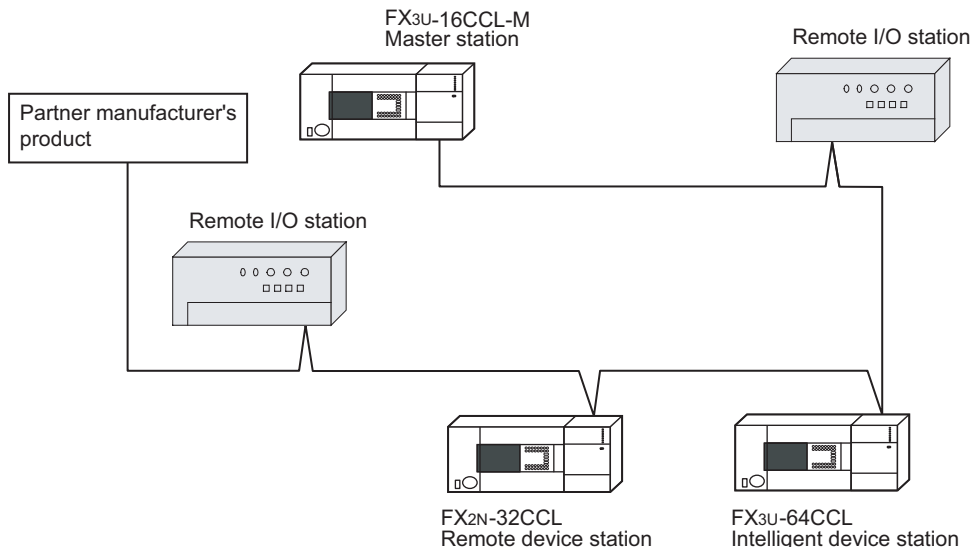 FX3U-16CCL-M
Master station
Remote I/O station
Partner manufacturer's
product
Remote I/O station
FX2N-32CCL
Remote device station
FX3U-64CCL
Intelligent device station